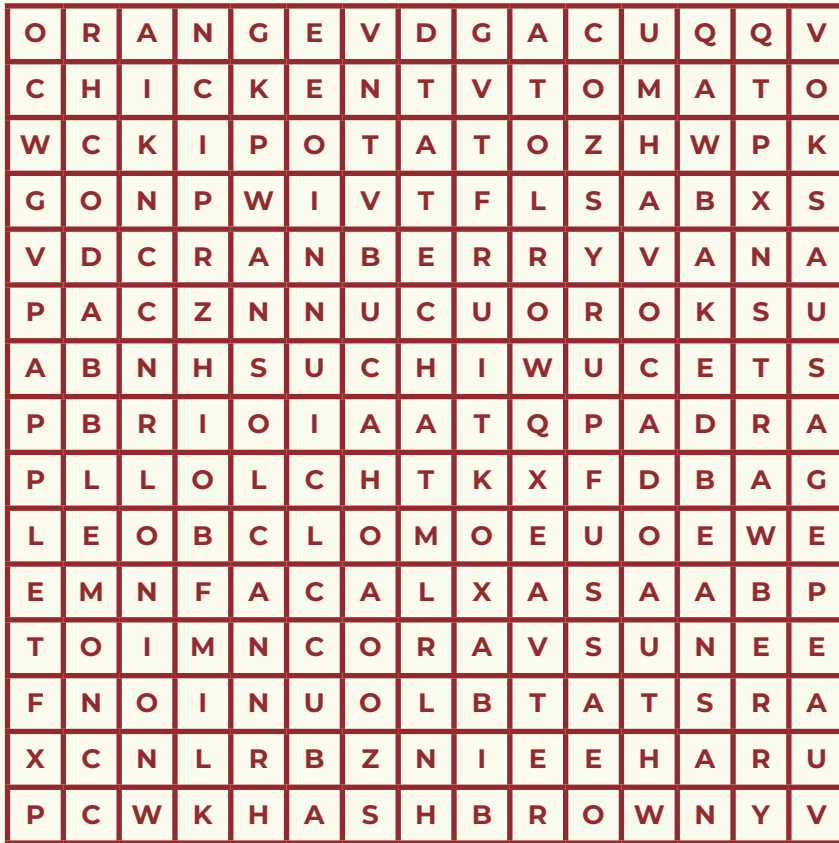 O R A N G E V D G A C U Q Q V
C H I C K E N T V T O M A T O
W C K I P O T A T O Z H W P K
G O N P W I V T F L S A B X S
V D C R A N B E R R Y V A N A
P A C Z N N U C U O R O K S U
A B N H S U C H I W U C E T S
P B R I O I A A T Q P A D R A
P L L O L C H T K X F D B A G
L E O B C L O M O E U O E W E
E M N F A C A L X A S A A B P
T O I M N C O R A V S U N E E
F N O I N U O L B T A T S R A
X C N L R B Z N I E E H A R U
P C W K H A S H B R O W N Y V